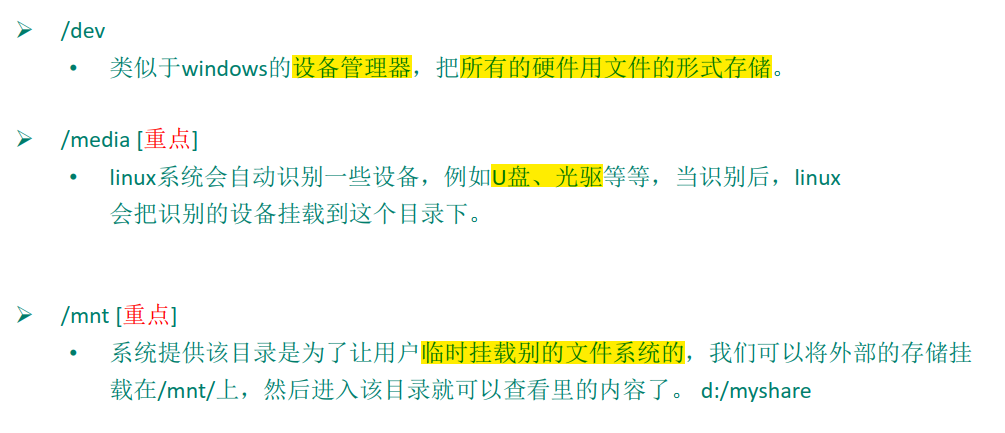 ➢ /dev
• 类似于windows的设备管理器，把所有的硬件用文件的形式存储。
➢ /media [重点]
• linux系统会自动识别一些设备，例如U盘、光驱等等，当识别后，linux
会把识别的设备挂载到这个目录下。
➢ /mnt [重点]
• 系统提供该目录是为了让用户临时挂载别的文件系统的，我们可以将外部的存储挂
载在/mnt/上，然后进入该目录就可以查看里的内容了。 d:/myshare